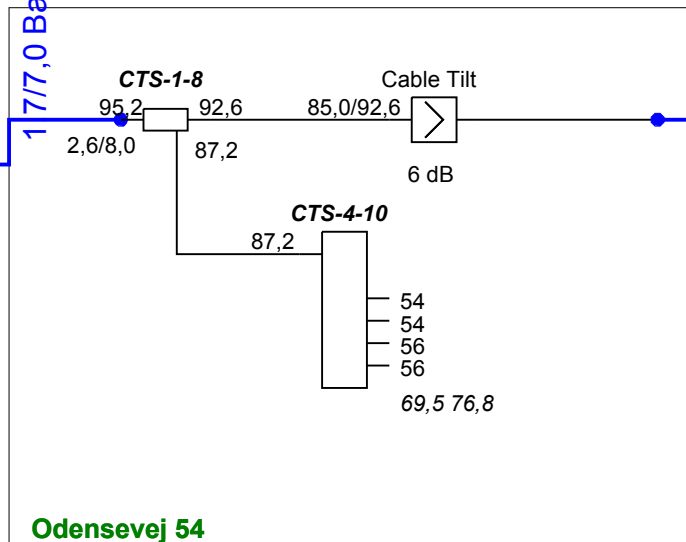 1 7/7,0 Ba
CTS-1-8
Cable Tilt
95,2
92,6
85,0/92,6
2,6/8,0
87,2
6 dB
CTS-4-10
87,2
54
54
56
56
69,5 76,8
Odensevej 54